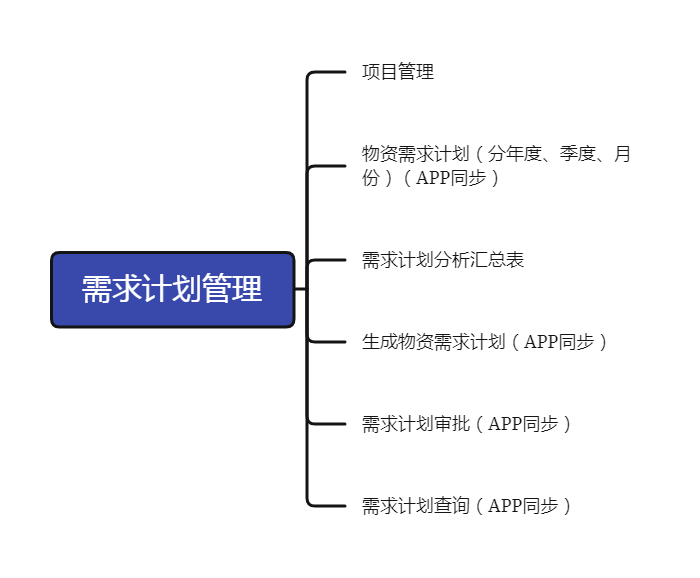 项目管理
物资需求计划（分年度、季度、月
份）（APP同步）
需求计划管理
需求计划分析汇总表
生成物资需求计划（APP同步）
需求计划审批（APP同步）
需求计划查询（APP同步）